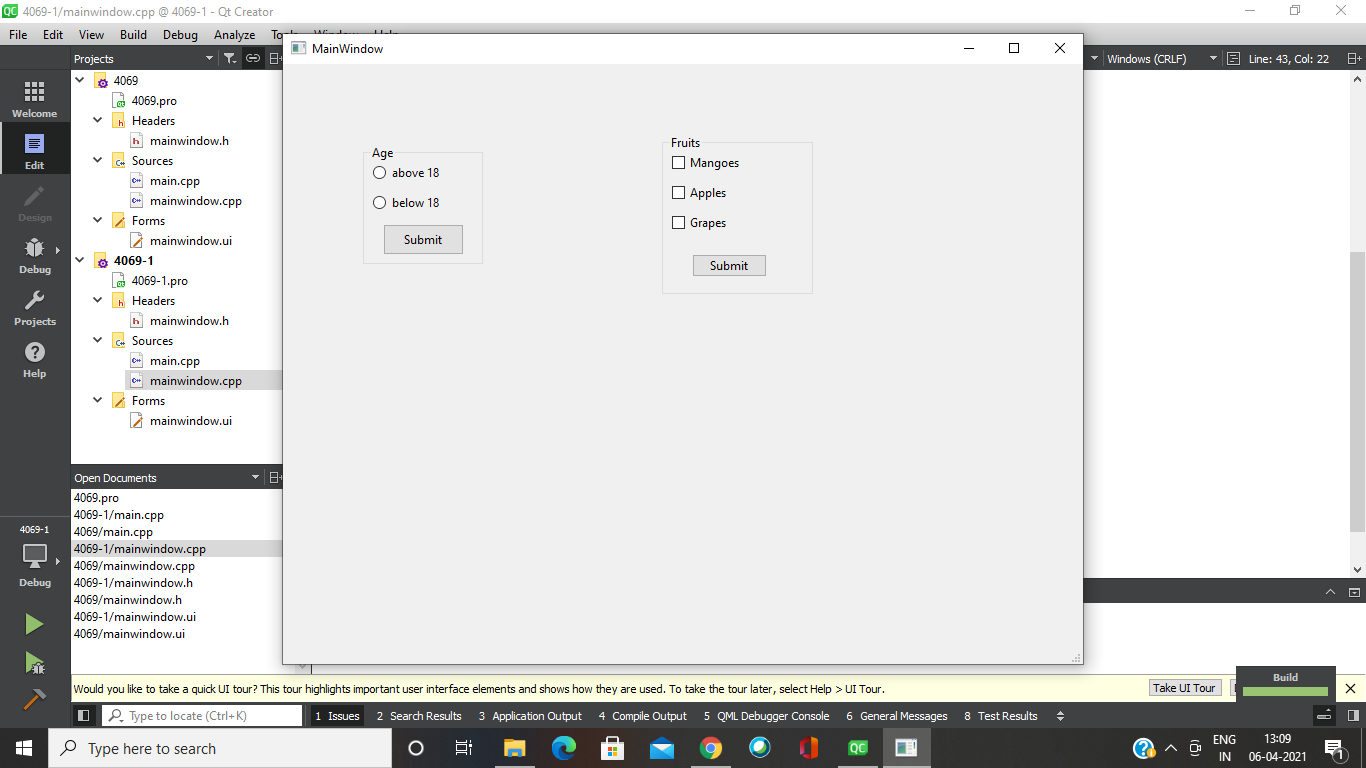 4069-1/mainwindow.cpp @ 4069-1 - Qt Creator
File Edit View Build Debug Analyze
Projects
Windows (CRLF) Line: 43, Col: 22
MainWindow
Welcome
Edit
Design
Debug
Projects
Help
4069
4069.pro
Headers
mainwindow.h
Sources
main.cpp
mainwindow.cpp
Forms
mainwindow.ui
4069-1
4069-1.pro
Headers
mainwindow.h
Sources
main.cpp
mainwindow.cpp
Forms
mainwindow.ui
Age
above 18
below 18
Submit
Fruits
Mangoes
Apples
Grapes
Submit
Open Documents
4069.pro
4069-1/main.cpp
4069/main.cpp
4069-1/mainwindow.cpp
4069/mainwindow.cpp
4069-1/mainwindow.h
4069/mainwindow.h
4069-1/mainwindow.ui
4069/mainwindow.ui
4069-1
Debug
Would you like to take a quick UI tour? This tour highlights important user interface elements and shows how they are used. To take the tour later, select Help > UI Tour.
Take UI Tour
Build
Type to locate (Ctrl+K)
1 Issues 2 Search Results 3 Application Output 4 Compile Output 5 QML Debugger Console 6 General Messages 8 Test Results
Type here to search
ENG
IN
13:09
06-04-2021
1